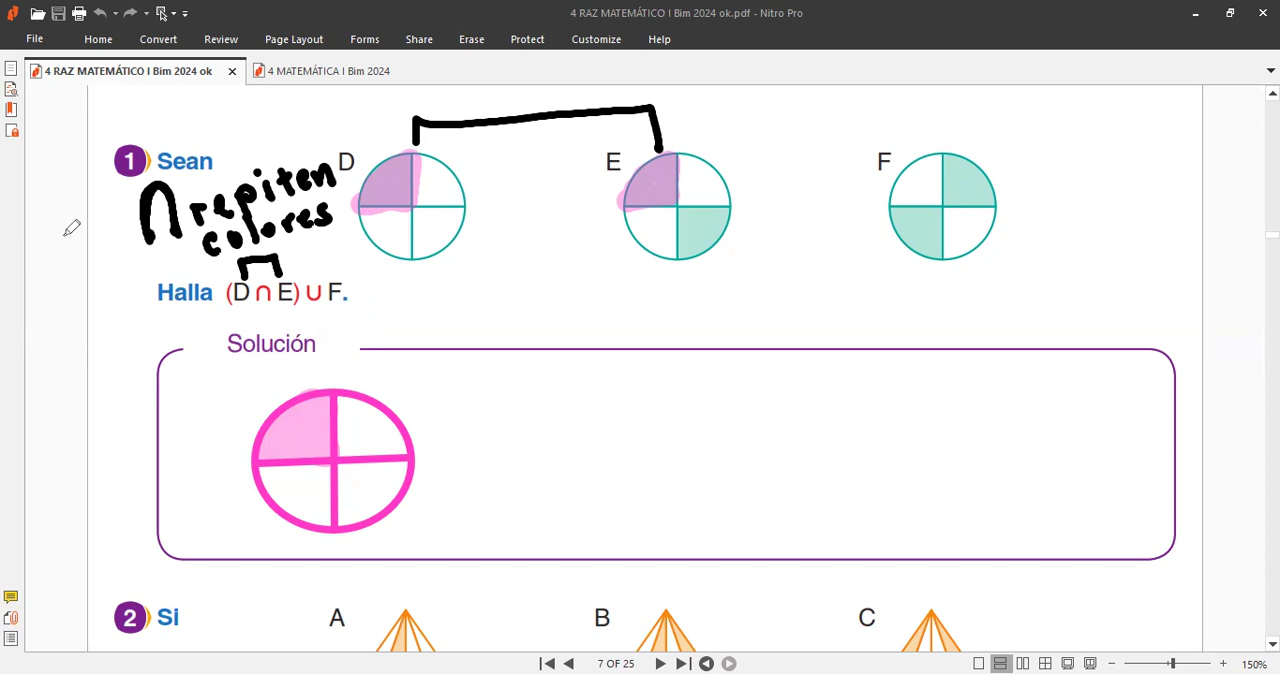 4 RAZ MATEMÁTICO I Bim 2024 ok.pdf - Nitro Pro
File Home Convert Review Page Layout Forms Share Erase Protect Customize Help
4 RAZ MATEMÁTICO I Bim 2024 ok
4 MATEMÁTICA I Bim 2024
1 Sean D E F
∩ repiten
colores
Halla (D ∩ E) ∪ F.
Solución
2 Si A B C
7 OF 25
150%